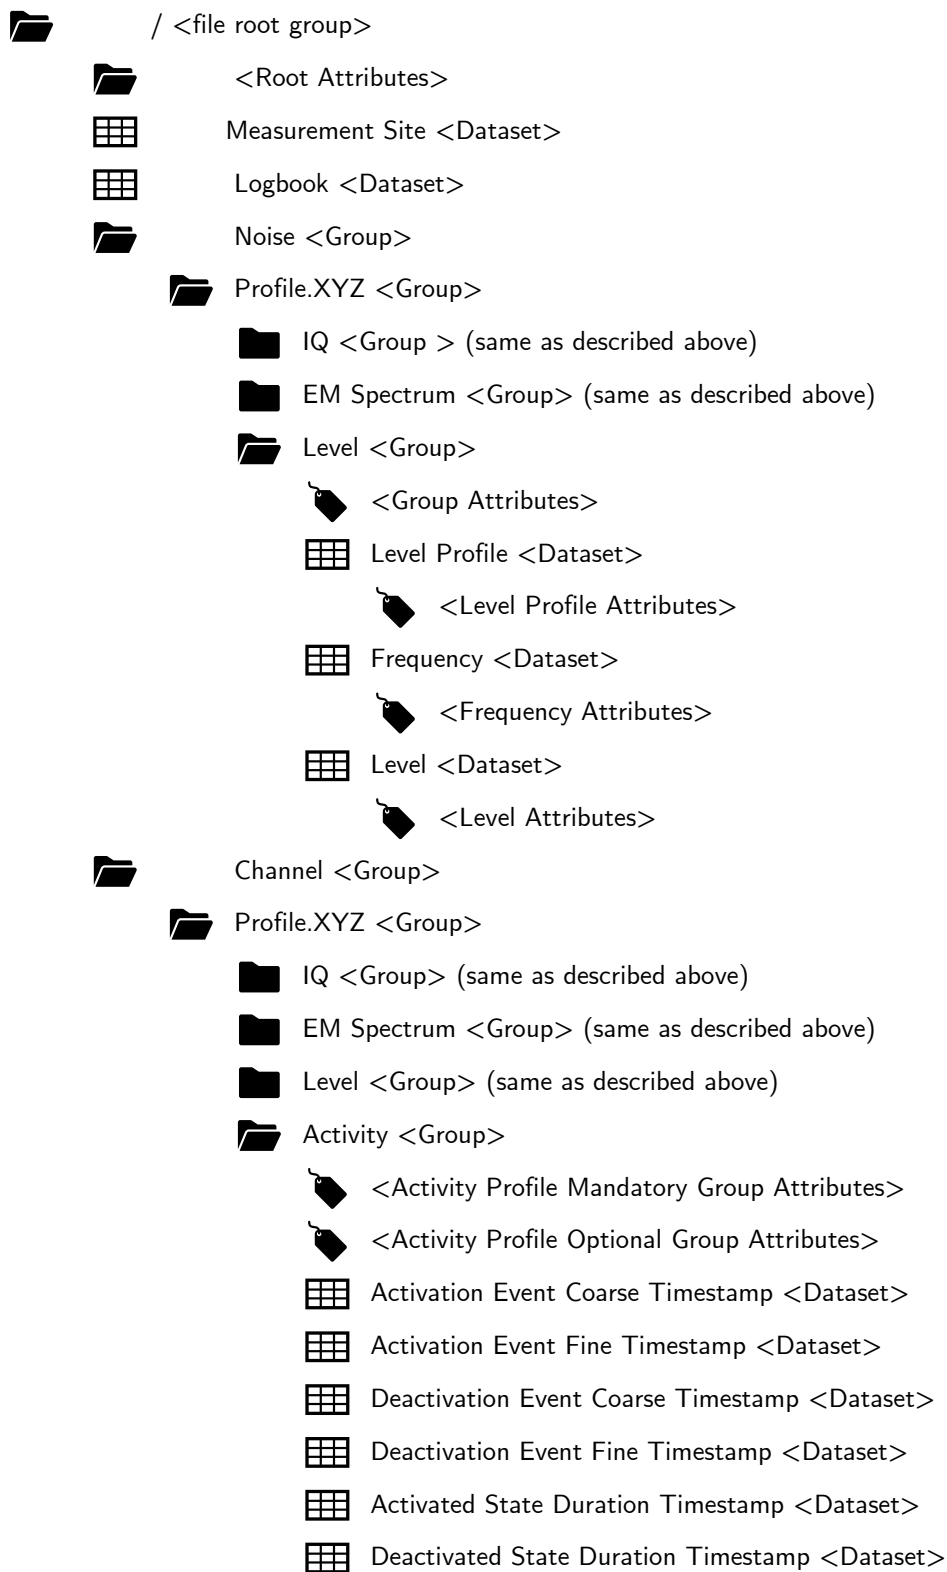 / <file root group>
<Root Attributes>
Measurement Site <Dataset>
Logbook <Dataset>
Noise <Group>
Profile.XYZ <Group>
IQ <Group > (same as described above)
EM Spectrum <Group> (same as described above)
Level <Group>
<Group Attributes>
Level Profile <Dataset>
<Level Profile Attributes>
Frequency <Dataset>
<Frequency Attributes>
Level <Dataset>
<Level Attributes>
Channel <Group>
Profile.XYZ <Group>
IQ <Group> (same as described above)
EM Spectrum <Group> (same as described above)
Level <Group> (same as described above)
Activity <Group>
<Activity Profile Mandatory Group Attributes>
<Activity Profile Optional Group Attributes>
Activation Event Coarse Timestamp <Dataset>
Activation Event Fine Timestamp <Dataset>
Deactivation Event Coarse Timestamp <Dataset>
Deactivation Event Fine Timestamp <Dataset>
Activated State Duration Timestamp <Dataset>
Deactivated State Duration Timestamp <Dataset>